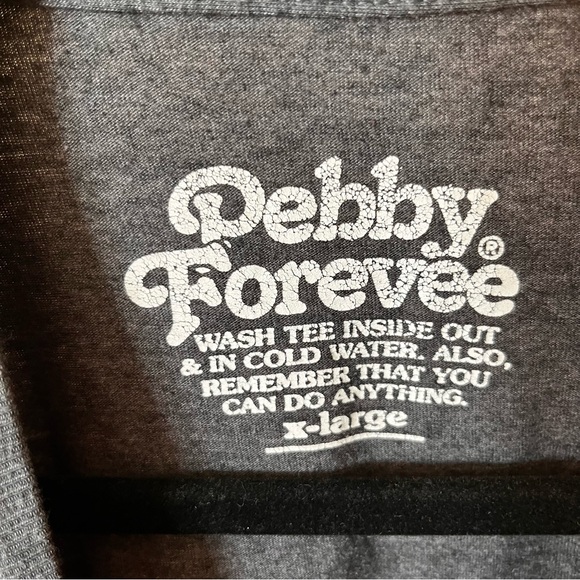 Debby
Forevee®
WASH TEE INSIDE OUT
& IN COLD WATER. ALSO,
REMEMBER THAT YOU
CAN DO ANYTHING.
x-large